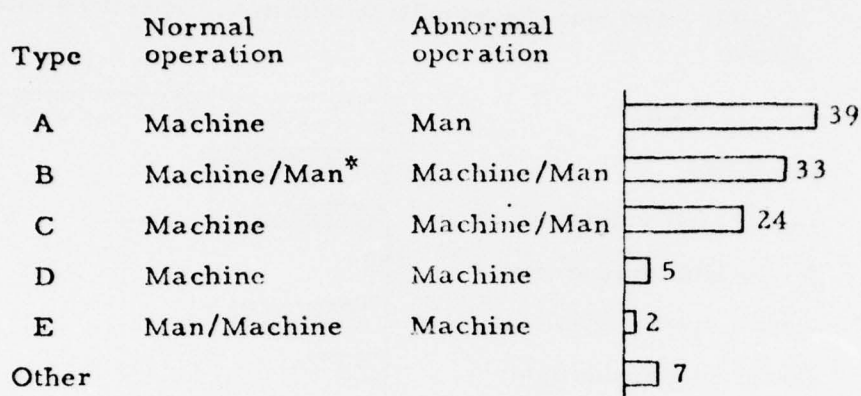 Normal Abnormal
Type operation operation
A Machine Man 39
B Machine/Man* Machine/Man 33
C Machine Machine/Man 24
D Machine Machine 5
E Man/Machine Machine 2
Other 7